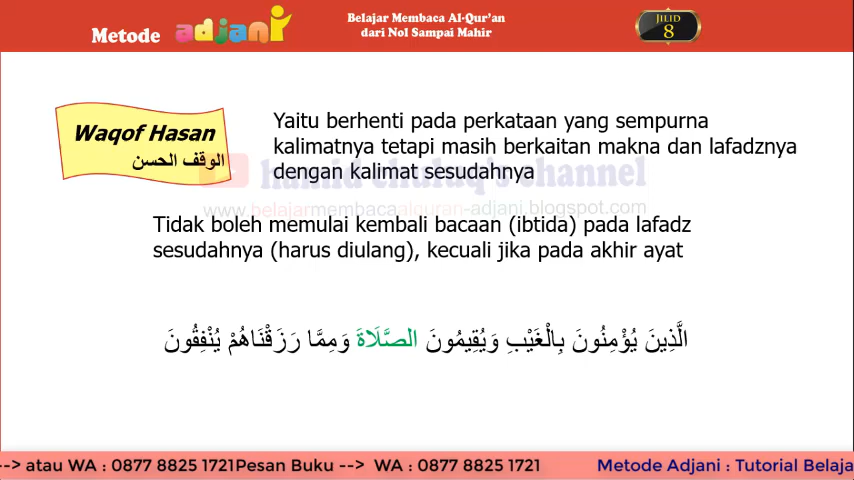 Metode adjani
Belajar Membaca Al-Qur'an
dari Nol Sampai Mahir
JILID
8
Waqof Hasan
الوقف الحسن
Yaitu berhenti pada perkataan yang sempurna
kalimatnya tetapi masih berkaitan makna dan lafadznya
dengan kalimat sesudahnya
hamid chuluq's channel
www.belajarmembacaalquran-adjani.blogspot.com
Tidak boleh memulai kembali bacaan (ibtida) pada lafadz
sesudahnya (harus diulang), kecuali jika pada akhir ayat
الَّذِينَ يُؤْمِنُونَ بِالْغَيْبِ وَيُقِيمُونَ الصَّلَاةَ وَمِمَّا رَزَقْنَاهُمْ يُنْفِقُونَ
--> atau WA : 0877 8825 1721Pesan Buku --> WA : 0877 8825 1721 Metode Adjani : Tutorial Belaja